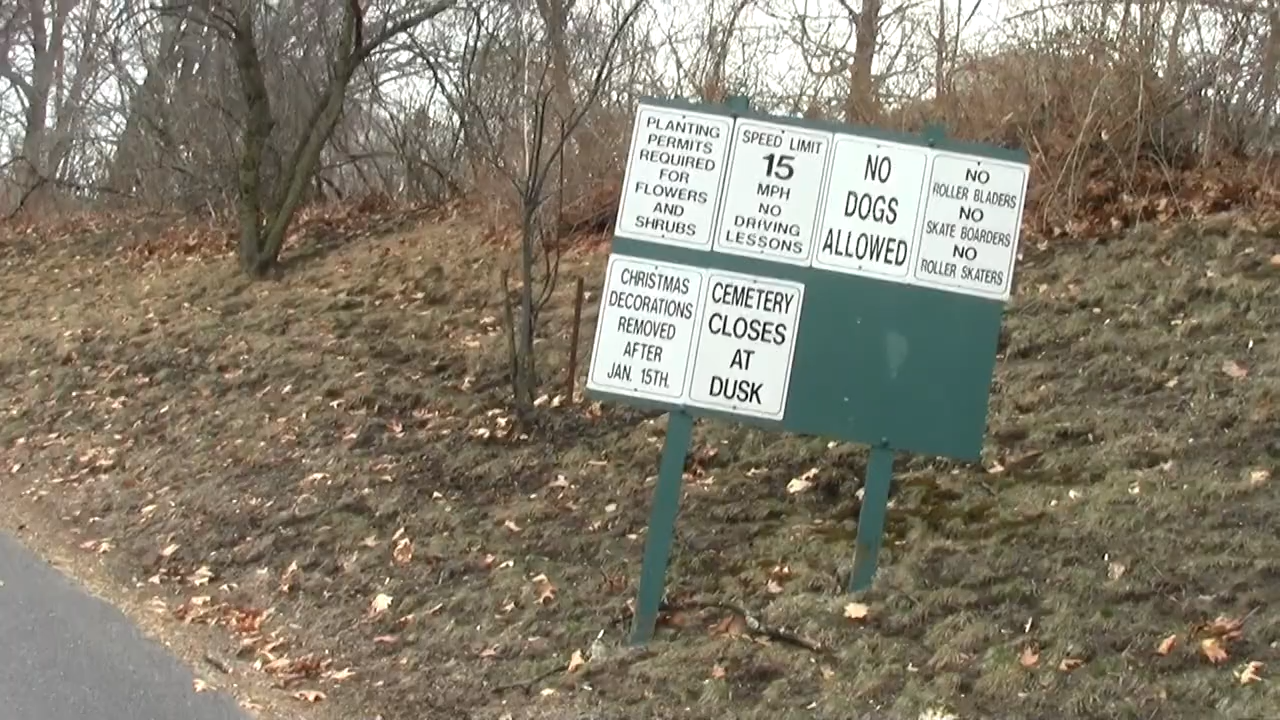 PLANTING
PERMITS
REQUIRED
FOR
FLOWERS
AND
SHRUBS
SPEED LIMIT
15
MPH
NO
DRIVING
LESSONS
NO
DOGS
ALLOWED
NO
ROLLER BLADERS
NO
SKATE BOARDERS
NO
ROLLER SKATERS
CHRISTMAS
DECORATIONS
REMOVED
AFTER
JAN. 15TH.
CEMETERY
CLOSES
AT
DUSK